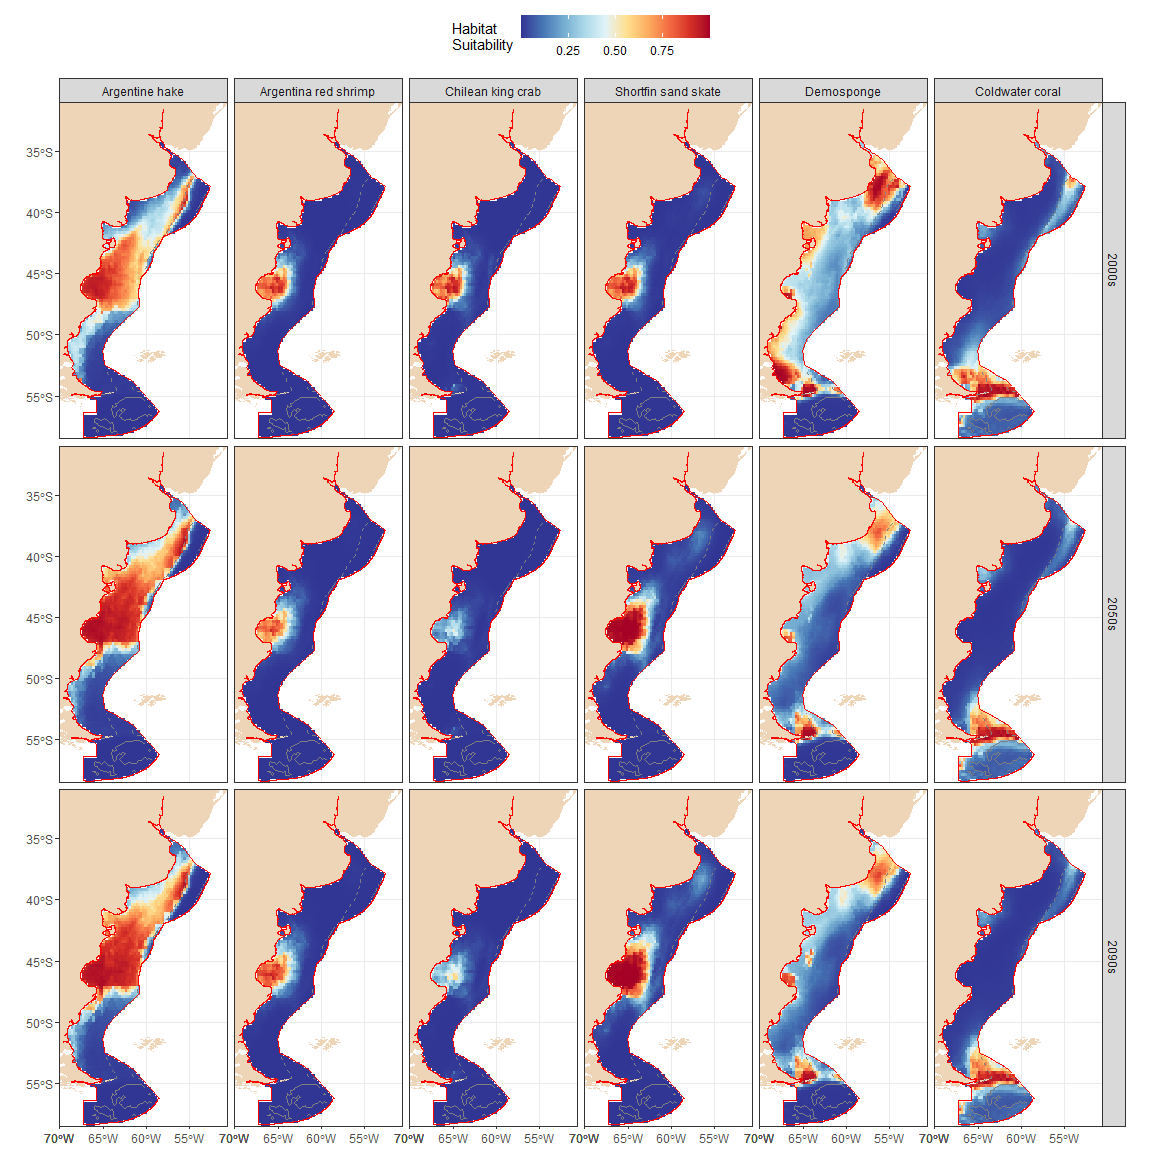 Habitat
Suitability
0.25 0.50 0.75
Argentine hake Argentina red shrimp Chilean king crab Shortfin sand skate Demosponge Coldwater coral
35°S
40°S
45°S
50°S
55°S
2000s
35°S
40°S
45°S
50°S
55°S
2050s
35°S
40°S
45°S
50°S
55°S
2090s
70°W 65°W 60°W 55°W 70°W 65°W 60°W 55°W 70°W 65°W 60°W 55°W 70°W 65°W 60°W 55°W 70°W 65°W 60°W 55°W 70°W 65°W 60°W 55°W